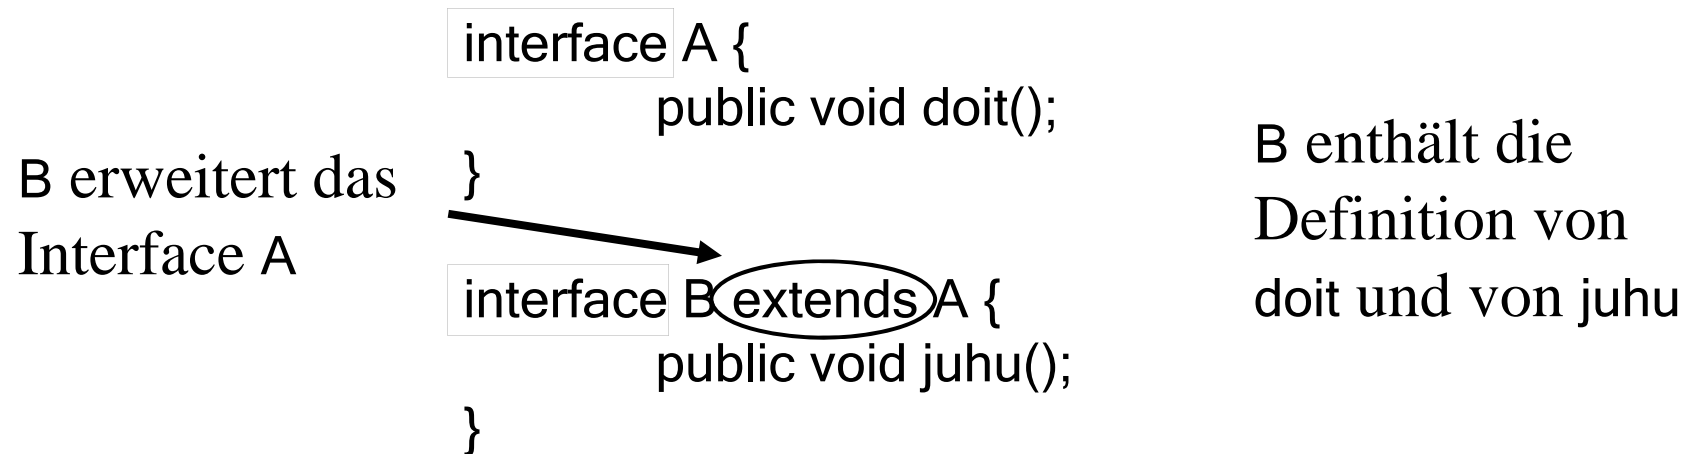 interface A {
public void doit();
}
B erweitert das
Interface A
interface B extends A {
public void juhu();
}
B enthält die
Definition von
doit und von juhu